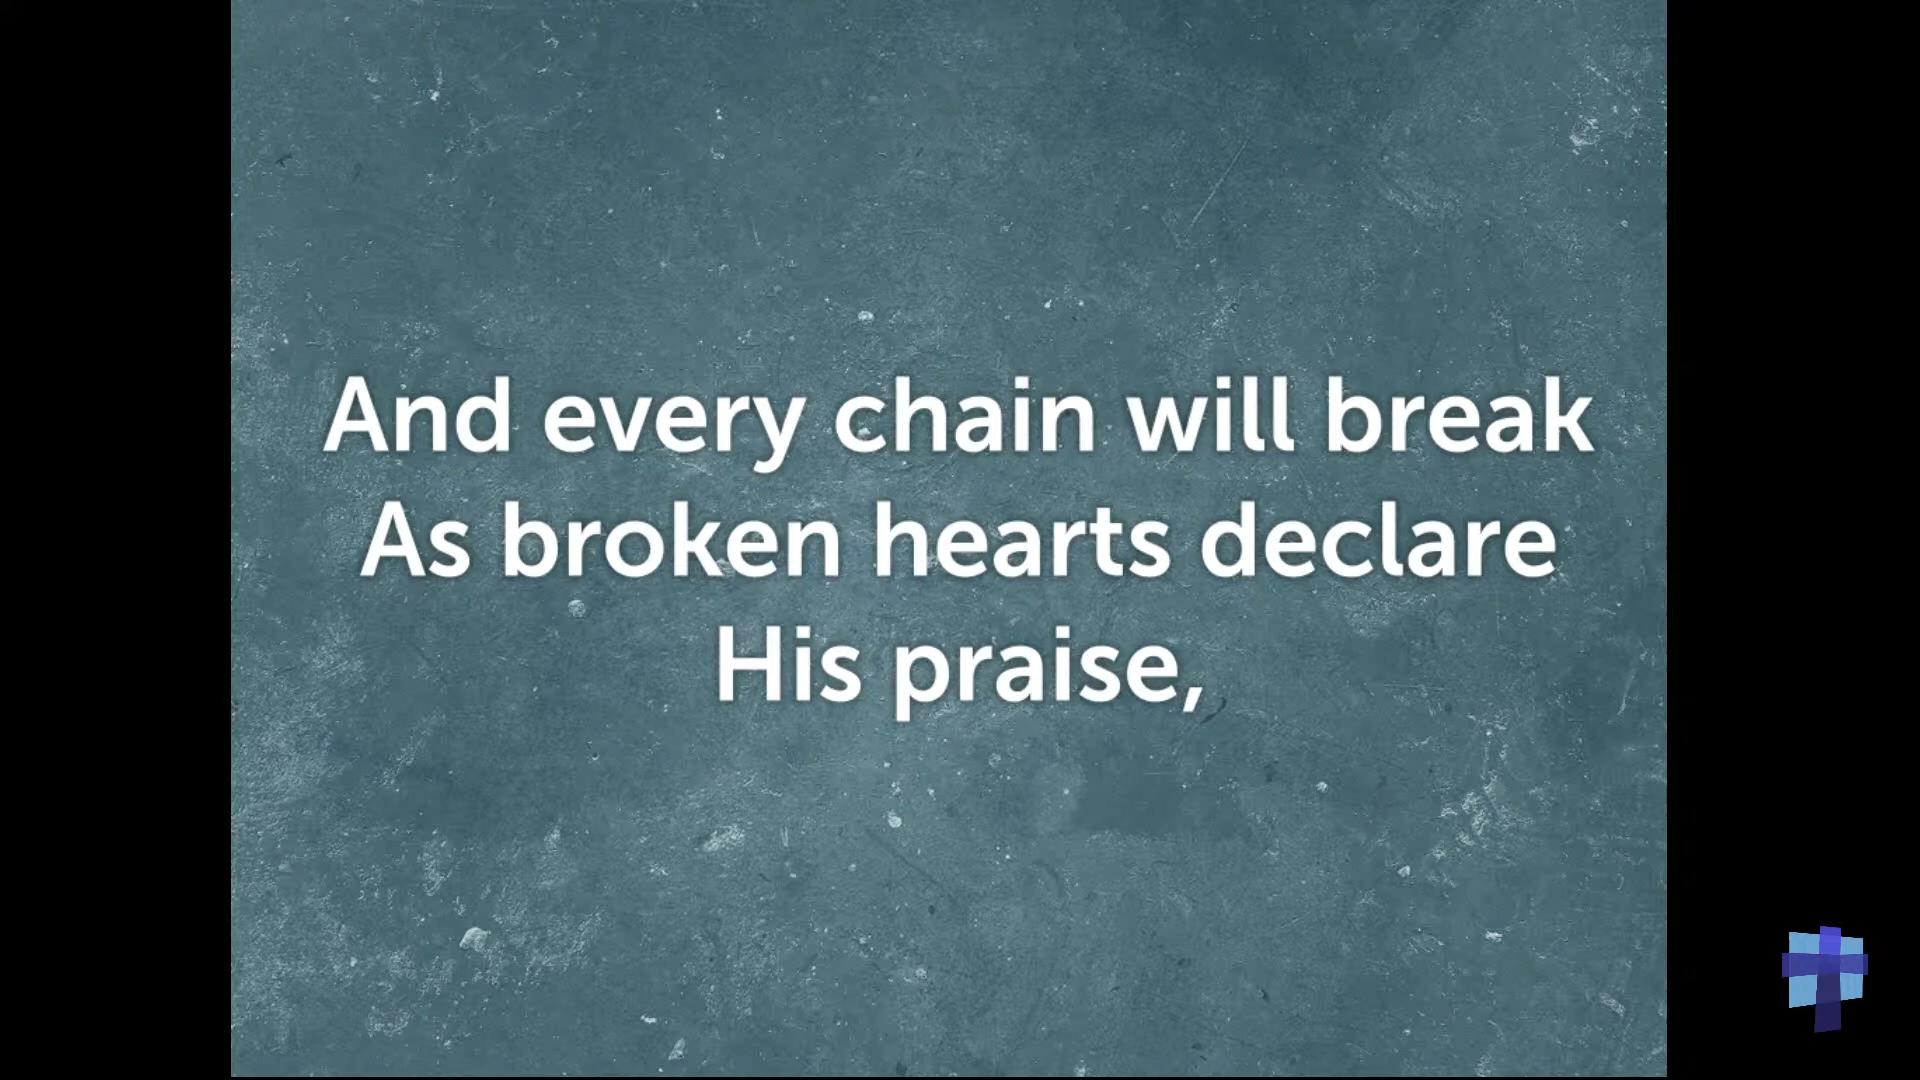 And every chain will break
As broken hearts declare
His praise,